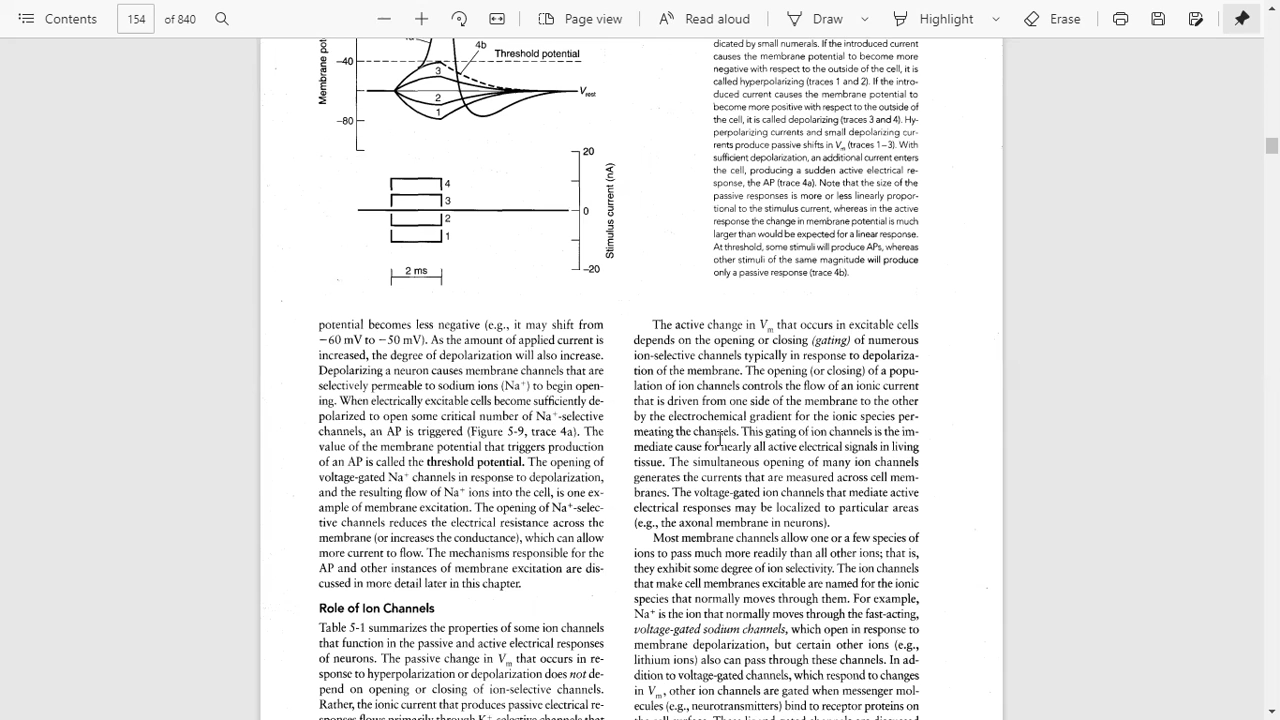 Contents
154 of 840
Page view
Read aloud
Draw
Highlight
Erase
4b
Threshold potential
Membrane
-40
3
2
1
Vrest
-80
20
4
3
0
2
1
-20
Stimulus current (nA)
2 ms
dicated by small numerals. If the introduced current
causes the membrane potential to become more
negative with respect to the outside of the cell, it is
called hyperpolarizing (traces 1 and 2). If the intro-
duced current causes the membrane potential to
become more positive with respect to the outside of
the cell, it is called depolarizing (traces 3 and 4). Hy-
perpolarizing currents and small depolarizing cur-
rents produce passive shifts in Vm (traces 1–3). With
sufficient depolarization, an additional current enters
the cell, producing a sudden active electrical re-
sponse, the AP (trace 4a). Note that the size of the
passive responses is more or less linearly propor-
tional to the stimulus current, whereas in the active
response the change in membrane potential is much
larger than would be expected for a linear response.
At threshold, some stimuli will produce APs, whereas
other stimuli of the same magnitude will produce
only a passive response (trace 4b).
potential becomes less negative (e.g., it may shift from
−60 mV to −50 mV). As the amount of applied current is
increased, the degree of depolarization will also increase.
Depolarizing a neuron causes membrane channels that are
selectively permeable to sodium ions (Na+) to begin open-
ing. When electrically excitable cells become sufficiently de-
polarized to open some critical number of Na+-selective
channels, an AP is triggered (Figure 5-9, trace 4a). The
value of the membrane potential that triggers production
of an AP is called the threshold potential. The opening of
voltage-gated Na+ channels in response to depolarization,
and the resulting flow of Na+ ions into the cell, is one ex-
ample of membrane excitation. The opening of Na+-selec-
tive channels reduces the electrical resistance across the
membrane (or increases the conductance), which can allow
more current to flow. The mechanisms responsible for the
AP and other instances of membrane excitation are dis-
cussed in more detail later in this chapter.
Role of Ion Channels
Table 5-1 summarizes the properties of some ion channels
that function in the passive and active electrical responses
of neurons. The passive change in Vm that occurs in re-
sponse to hyperpolarization or depolarization does not de-
pend on opening or closing of ion-selective channels.
Rather, the ionic current that produces passive electrical re-
sponses flows primarily through K+-selective channels that
The active change in Vm that occurs in excitable cells
depends on the opening or closing (gating) of numerous
ion-selective channels typically in response to depolariza-
tion of the membrane. The opening (or closing) of a popu-
lation of ion channels controls the flow of an ionic current
that is driven from one side of the membrane to the other
by the electrochemical gradient for the ionic species per-
meating the channels. This gating of ion channels is the im-
mediate cause for nearly all active electrical signals in living
tissue. The simultaneous opening of many ion channels
generates the currents that are measured across cell mem-
branes. The voltage-gated ion channels that mediate active
electrical responses may be localized to particular areas
(e.g., the axonal membrane in neurons).
Most membrane channels allow one or a few species of
ions to pass much more readily than all other ions; that is,
they exhibit some degree of ion selectivity. The ion channels
that make cell membranes excitable are named for the ionic
species that normally moves through them. For example,
Na+ is the ion that normally moves through the fast-acting,
voltage-gated sodium channels, which open in response to
membrane depolarization, but certain other ions (e.g.,
lithium ions) also can pass through these channels. In ad-
dition to voltage-gated channels, which respond to changes
in Vm, other ion channels are gated when messenger mol-
ecules (e.g., neurotransmitters) bind to receptor proteins on